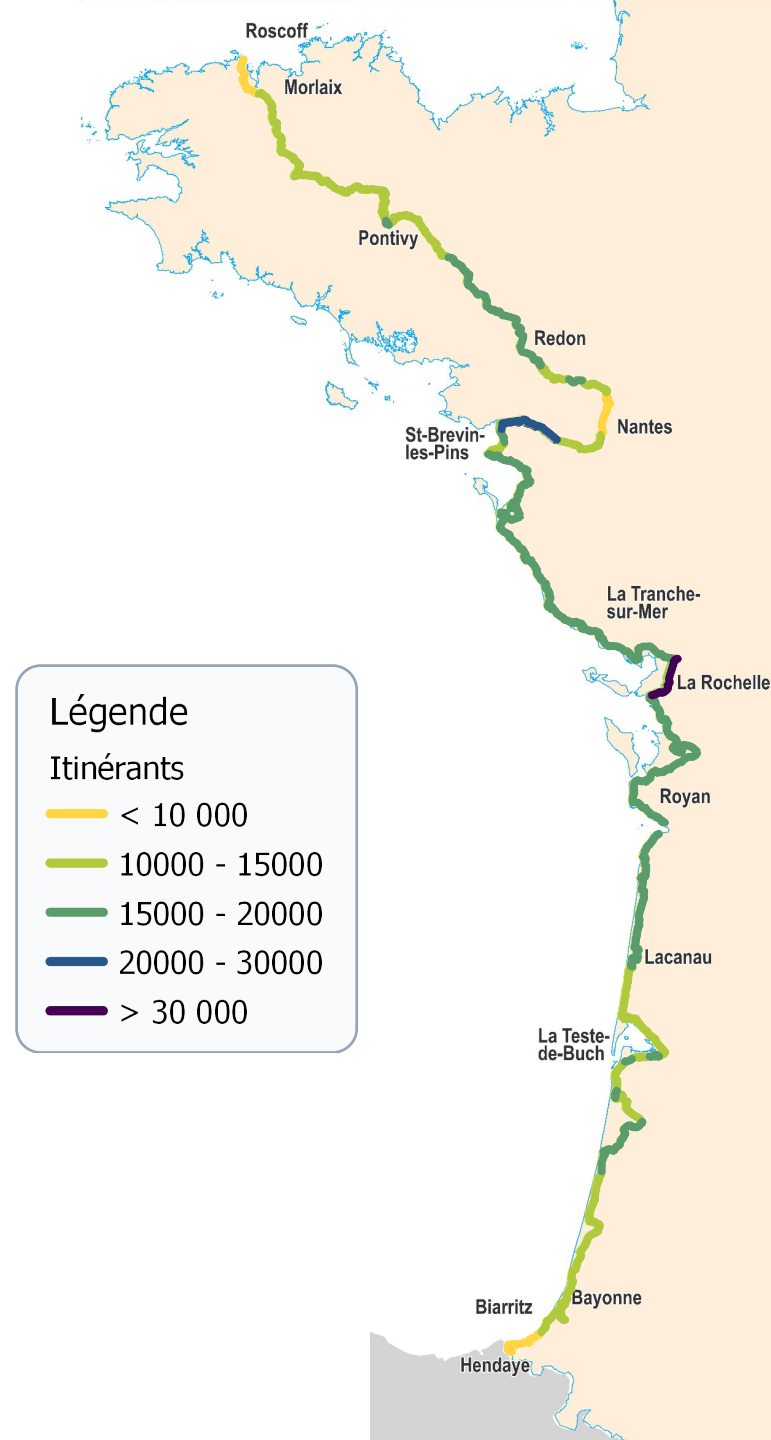 Roscoff
Morlaix
Pontivy
Redon
Nantes
St-Brevin-
les-Pins
La Tranche-
sur-Mer
La Rochelle
Royan
Lacanau
La Teste-
de-Buch
Bayonne
Biarritz
Hendaye
Légende
Itinérants
< 10 000
10000 - 15000
15000 - 20000
20000 - 30000
> 30 000